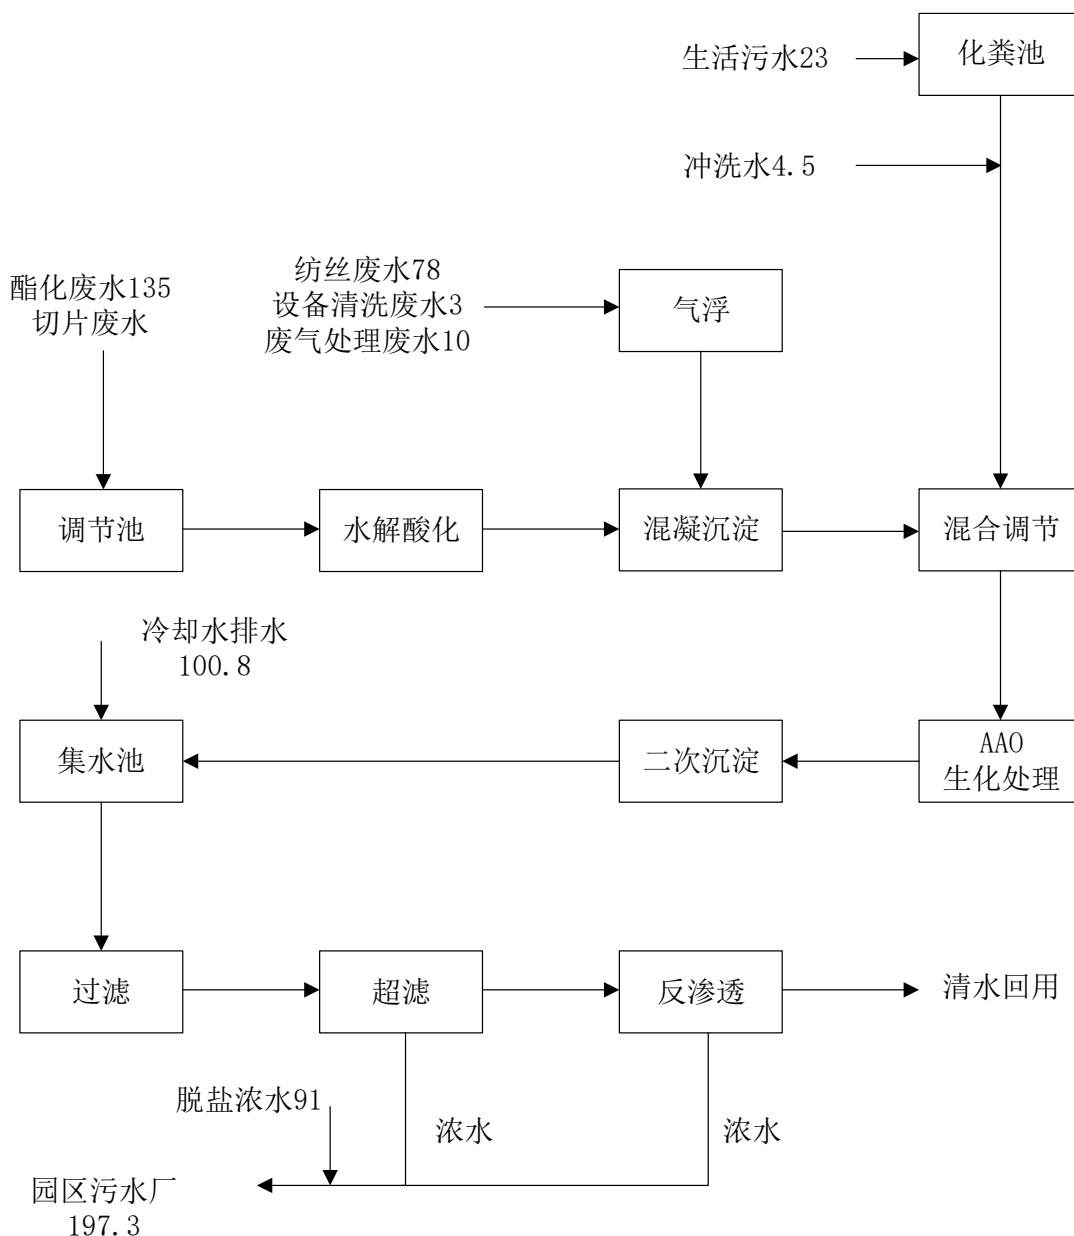 生活污水23
化粪池
冲洗水4.5
酯化废水135
切片废水
纺丝废水78
设备清洗废水3
废气处理废水10
气浮
调节池
水解酸化
混凝沉淀
混合调节
冷却水排水
100.8
集水池
二次沉淀
AAO
生化处理
过滤
超滤
反渗透
清水回用
脱盐浓水91
浓水
浓水
园区污水厂
197.3